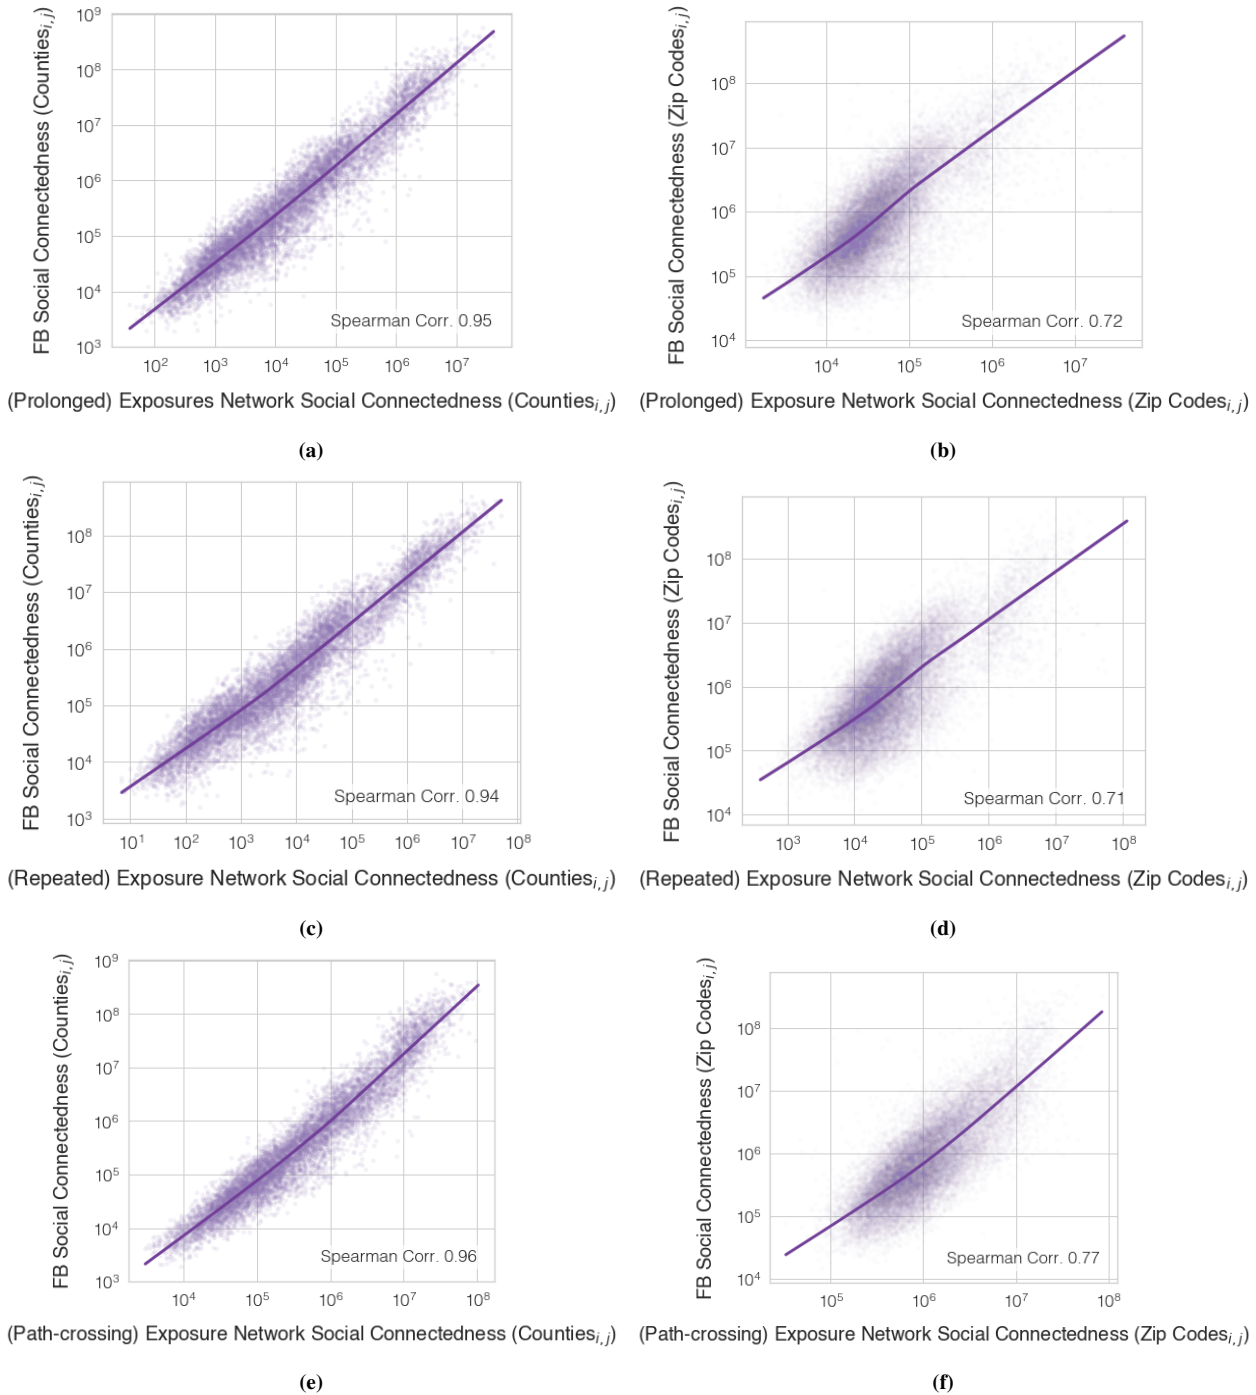 FB Social Connectedness (Counties_{i,j})
10^9
10^8
10^7
10^6
10^5
10^4
10^3
Spearman Corr. 0.95
10^2 10^3 10^4 10^5 10^6 10^7
(Prolonged) Exposures Network Social Connectedness (Counties_{i,j})
(a)
FB Social Connectedness (Zip Codes_{i,j})
10^8
10^7
10^6
10^5
10^4
Spearman Corr. 0.72
10^4 10^5 10^6 10^7
(Prolonged) Exposure Network Social Connectedness (Zip Codes_{i,j})
(b)
FB Social Connectedness (Counties_{i,j})
10^8
10^7
10^6
10^5
10^4
10^3
Spearman Corr. 0.94
10^1 10^2 10^3 10^4 10^5 10^6 10^7 10^8
(Repeated) Exposure Network Social Connectedness (Counties_{i,j})
(c)
FB Social Connectedness (Zip Codes_{i,j})
10^8
10^7
10^6
10^5
10^4
Spearman Corr. 0.71
10^3 10^4 10^5 10^6 10^7 10^8
(Repeated) Exposure Network Social Connectedness (Zip Codes_{i,j})
(d)
FB Social Connectedness (Counties_{i,j})
10^9
10^8
10^7
10^6
10^5
10^4
10^3
Spearman Corr. 0.96
10^4 10^5 10^6 10^7 10^8
(Path-crossing) Exposure Network Social Connectedness (Counties_{i,j})
(e)
FB Social Connectedness (Zip Codes_{i,j})
10^8
10^7
10^6
10^5
10^4
Spearman Corr. 0.77
10^5 10^6 10^7 10^8
(Path-crossing) Exposure Network Social Connectedness (Zip Codes_{i,j})
(f)